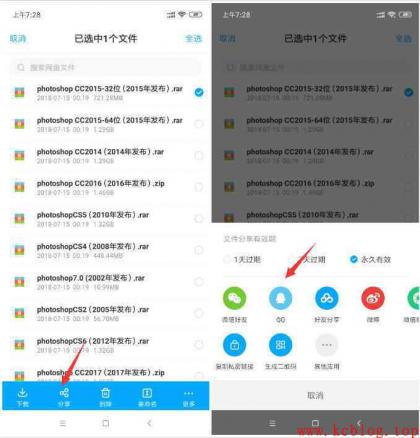 上午7:28
取消
已选中1个文件
全选
搜索网盘文件
photoshop CC2015-32位 (2015年发布) .rar
2018-07-15 00:19 721.28MB
photoshop CC2015-64位 (2015年发布) .rar
2018-07-15 00:19 1.29GB
photoshop CC2014 (2014年发布) .rar
2018-07-15 00:19
photoshop CC2016 (2016年发布) .zip
2018-07-15 00:19 1.46GB
photoshopCS5 (2010年发布) .rar
2018-07-15 00:19 1.32GB
photoshopCS4 (2008年发布) .rar
2018-07-15 00:19 448.44MB
photoshop7.0 (2002年发布) .rar
2018-07-15 00:19
photoshopCS2 (2005年发布) .rar
2018-07-15 00:19 56.70MB
photoshopCS6 (2012年发布) .rar
2018-07-15 00:19 1.32GB
photoshop CC2017 (2017年发布) .rar
下载
分享
删除
重命名
更多
上午7:28
取消
已选中1个文件
全选
搜索网盘文件
photoshop CC2015-32位 (2015年发布) .rar
2018-07-15 00:19 721.28MB
photoshop CC2015-64位 (2015年发布) .rar
2018-07-15 00:19 1.29GB
photoshop CC2014 (2014年发布) .rar
2018-07-15 00:19
photoshop CC2016 (2016年发布) .zip
2018-07-15 00:19 1.46GB
photoshopCS5 (2010年发布) .rar
文件分享有效期
1天过期
7天过期
永久有效
微信好友
QQ
好友分享
微博
复制私密链接
生成二维码
其他应用
取消
www.kcblog.top